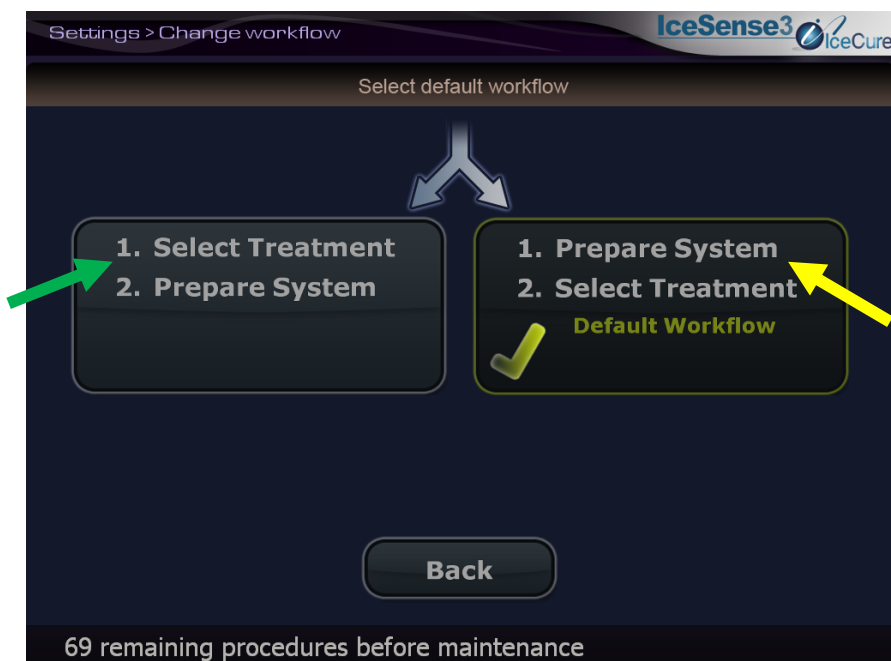 Settings > Change workflow
IceSense3
IceCure
Select default workflow
1. Select Treatment
2. Prepare System
1. Prepare System
2. Select Treatment
Default Workflow
Back
69 remaining procedures before maintenance